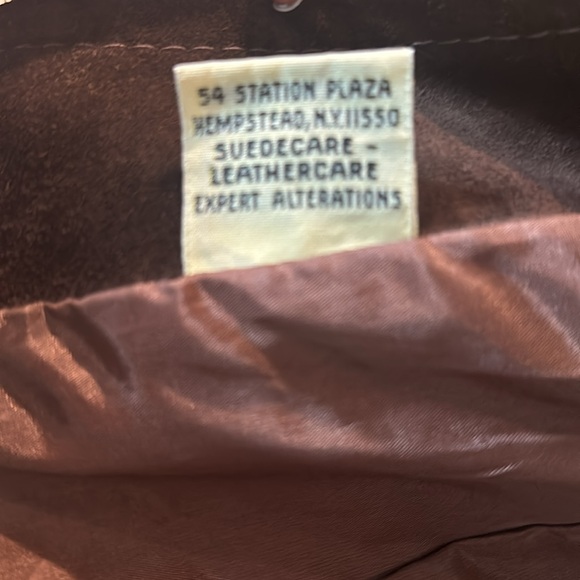 54 STATION PLAZA
HEMPSTEAD, N.Y. 11550
SUEDECARE -
LEATHERCARE
EXPERT ALTERATIONS